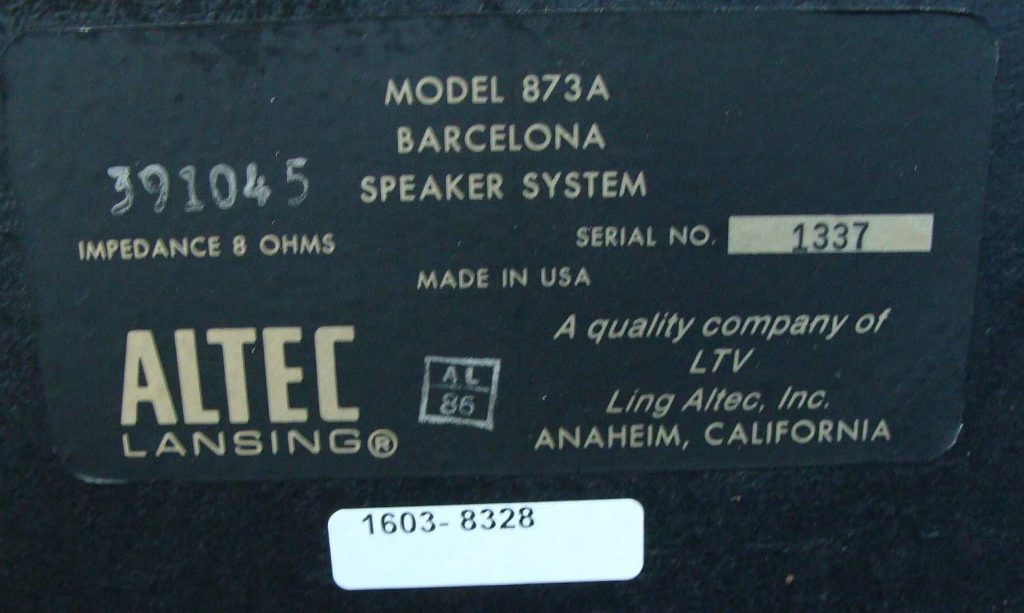 MODEL 873A
BARCELONA
391045
SPEAKER SYSTEM
IMPEDANCE 8 OHMS
SERIAL NO. 1337
MADE IN USA
ALTEC
LANSING®
AL
86
A quality company of
LTV
Ling Altec, Inc.
ANAHEIM, CALIFORNIA
1603-8328